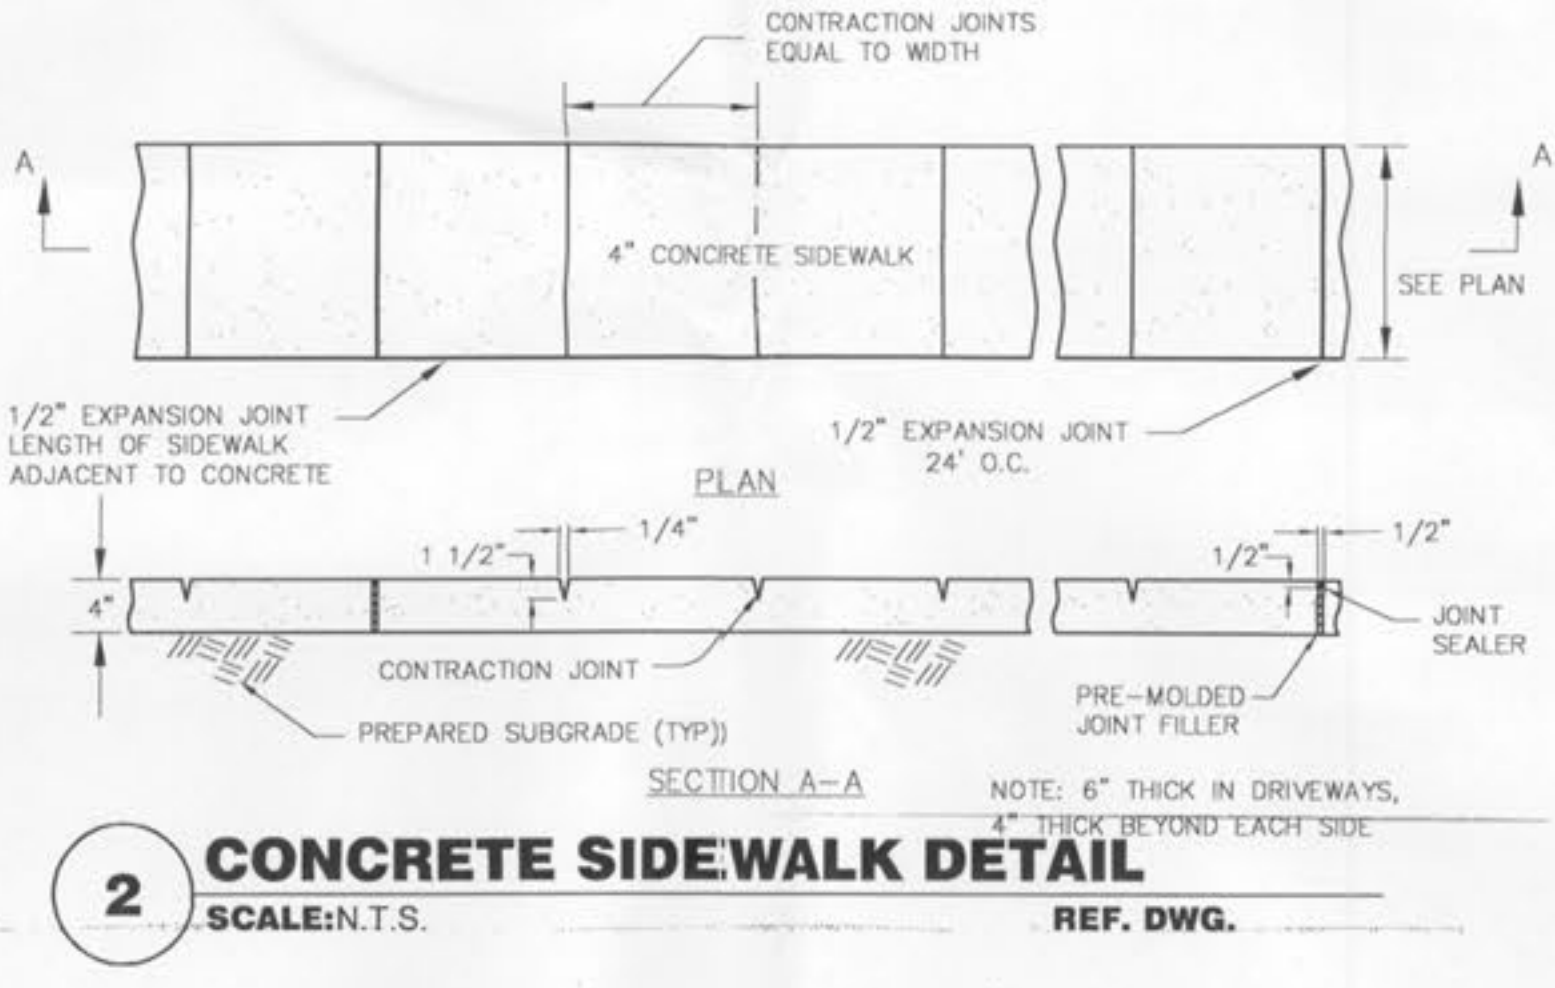 CONTRACTION JOINTS
EQUAL TO WIDTH
A
A
4" CONCRETE SIDEWALK
SEE PLAN
1/2" EXPANSION JOINT
LENGTH OF SIDEWALK
ADJACENT TO CONCRETE
1/2" EXPANSION JOINT
24' O.C.
PLAN
1/4"
1 1/2"
1/2"
1/2"
4"
JOINT
SEALER
CONTRACTION JOINT
PRE-MOLDED
JOINT FILLER
PREPARED SUBGRADE (TYP))
SECTION A-A
NOTE: 6" THICK IN DRIVEWAYS,
4" THICK BEYOND EACH SIDE
2
CONCRETE SIDEWALK DETAIL
SCALE:N.T.S.
REF. DWG.